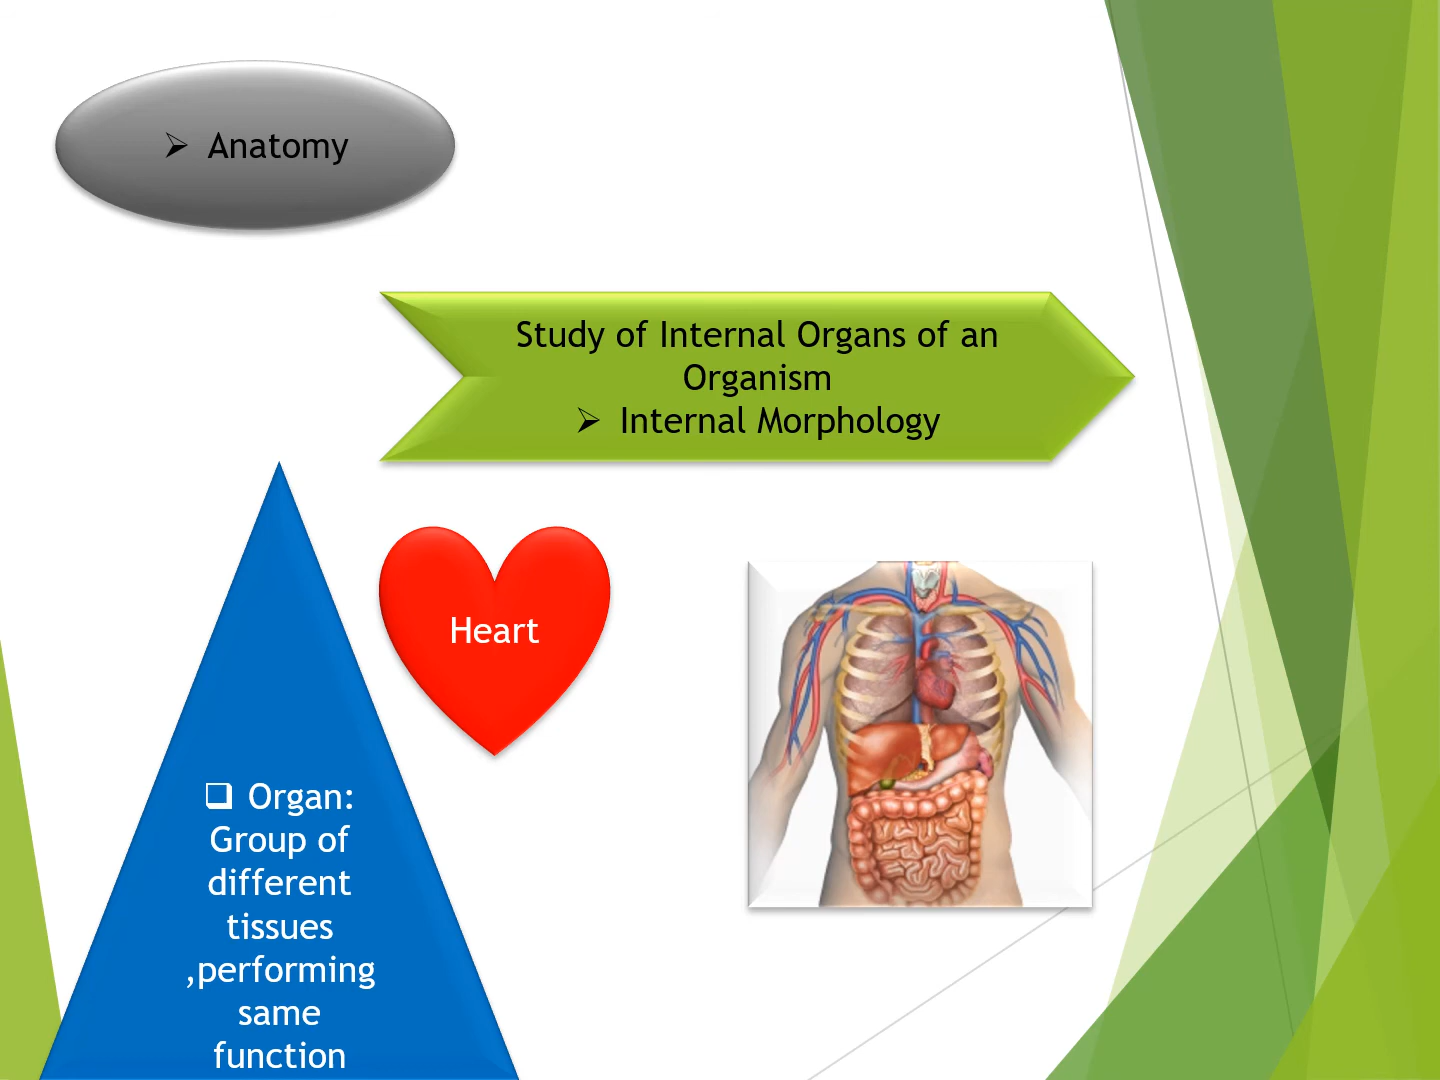 ➢ Anatomy
Study of Internal Organs of an
Organism
➢ Internal Morphology
Heart
❑ Organ:
Group of
different
tissues
,performing
same
function